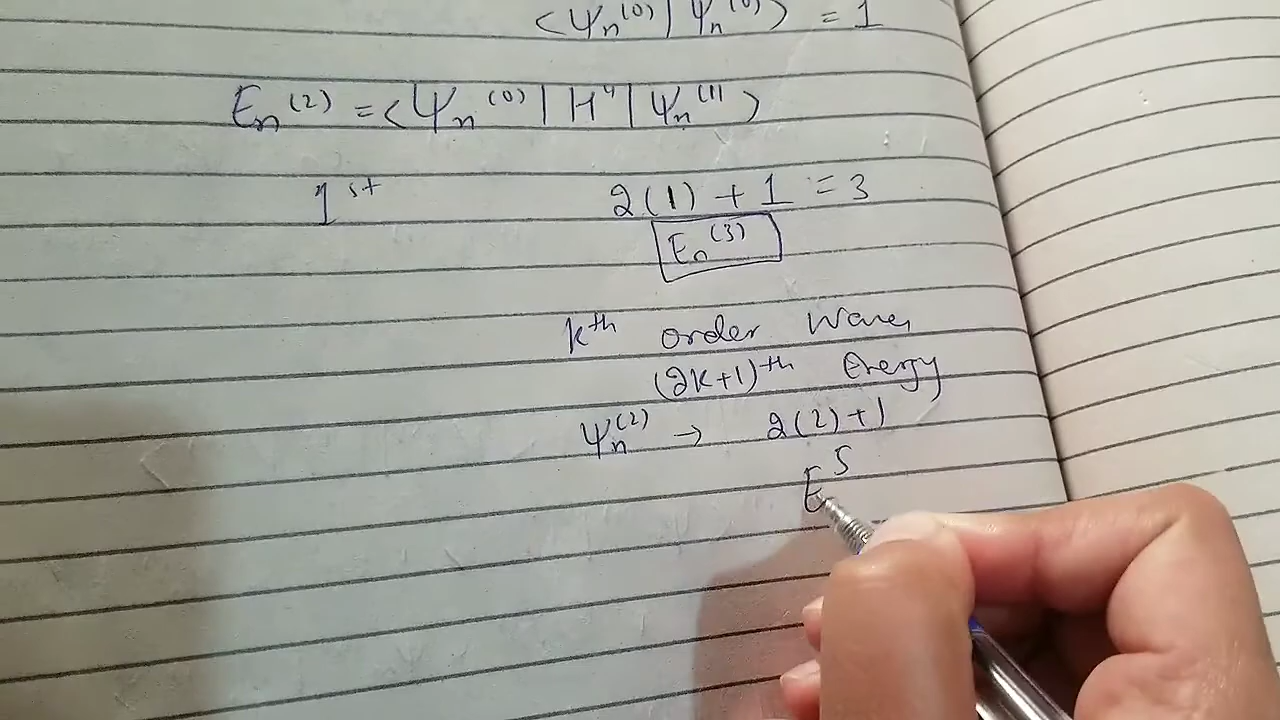 <Ψn(0)|Ψn(0)> = 1
En(2) = <Ψn(0)|H''|Ψn(1)>
1st 2(1) + 1 = 3
En(3)
kth order Wave,
(2k+1)th Energy
Ψn(2) → 2(2)+1
5
E